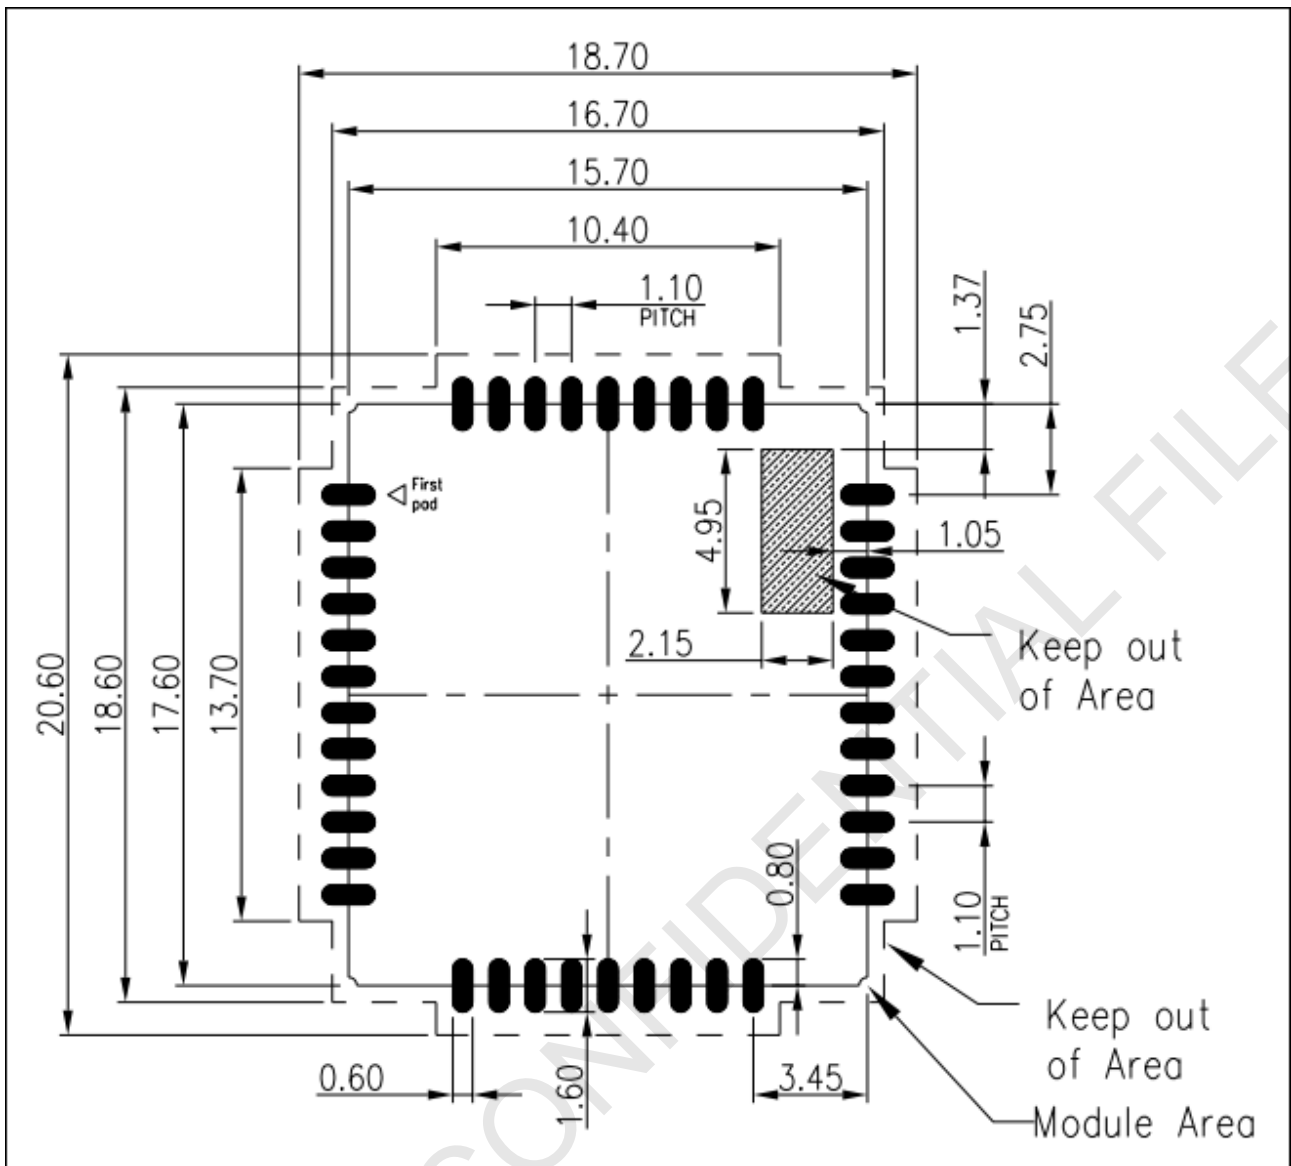 18.70
16.70
15.70
10.40
1.10
PITCH
1.37
2.75
First
pad
4.95
1.05
2.15
Keep out
of Area
20.60
18.60
17.60
13.70
0.80
1.10
PITCH
Keep out
of Area
0.60
1.60
3.45
Module Area
CONFIDENTIAL FILE